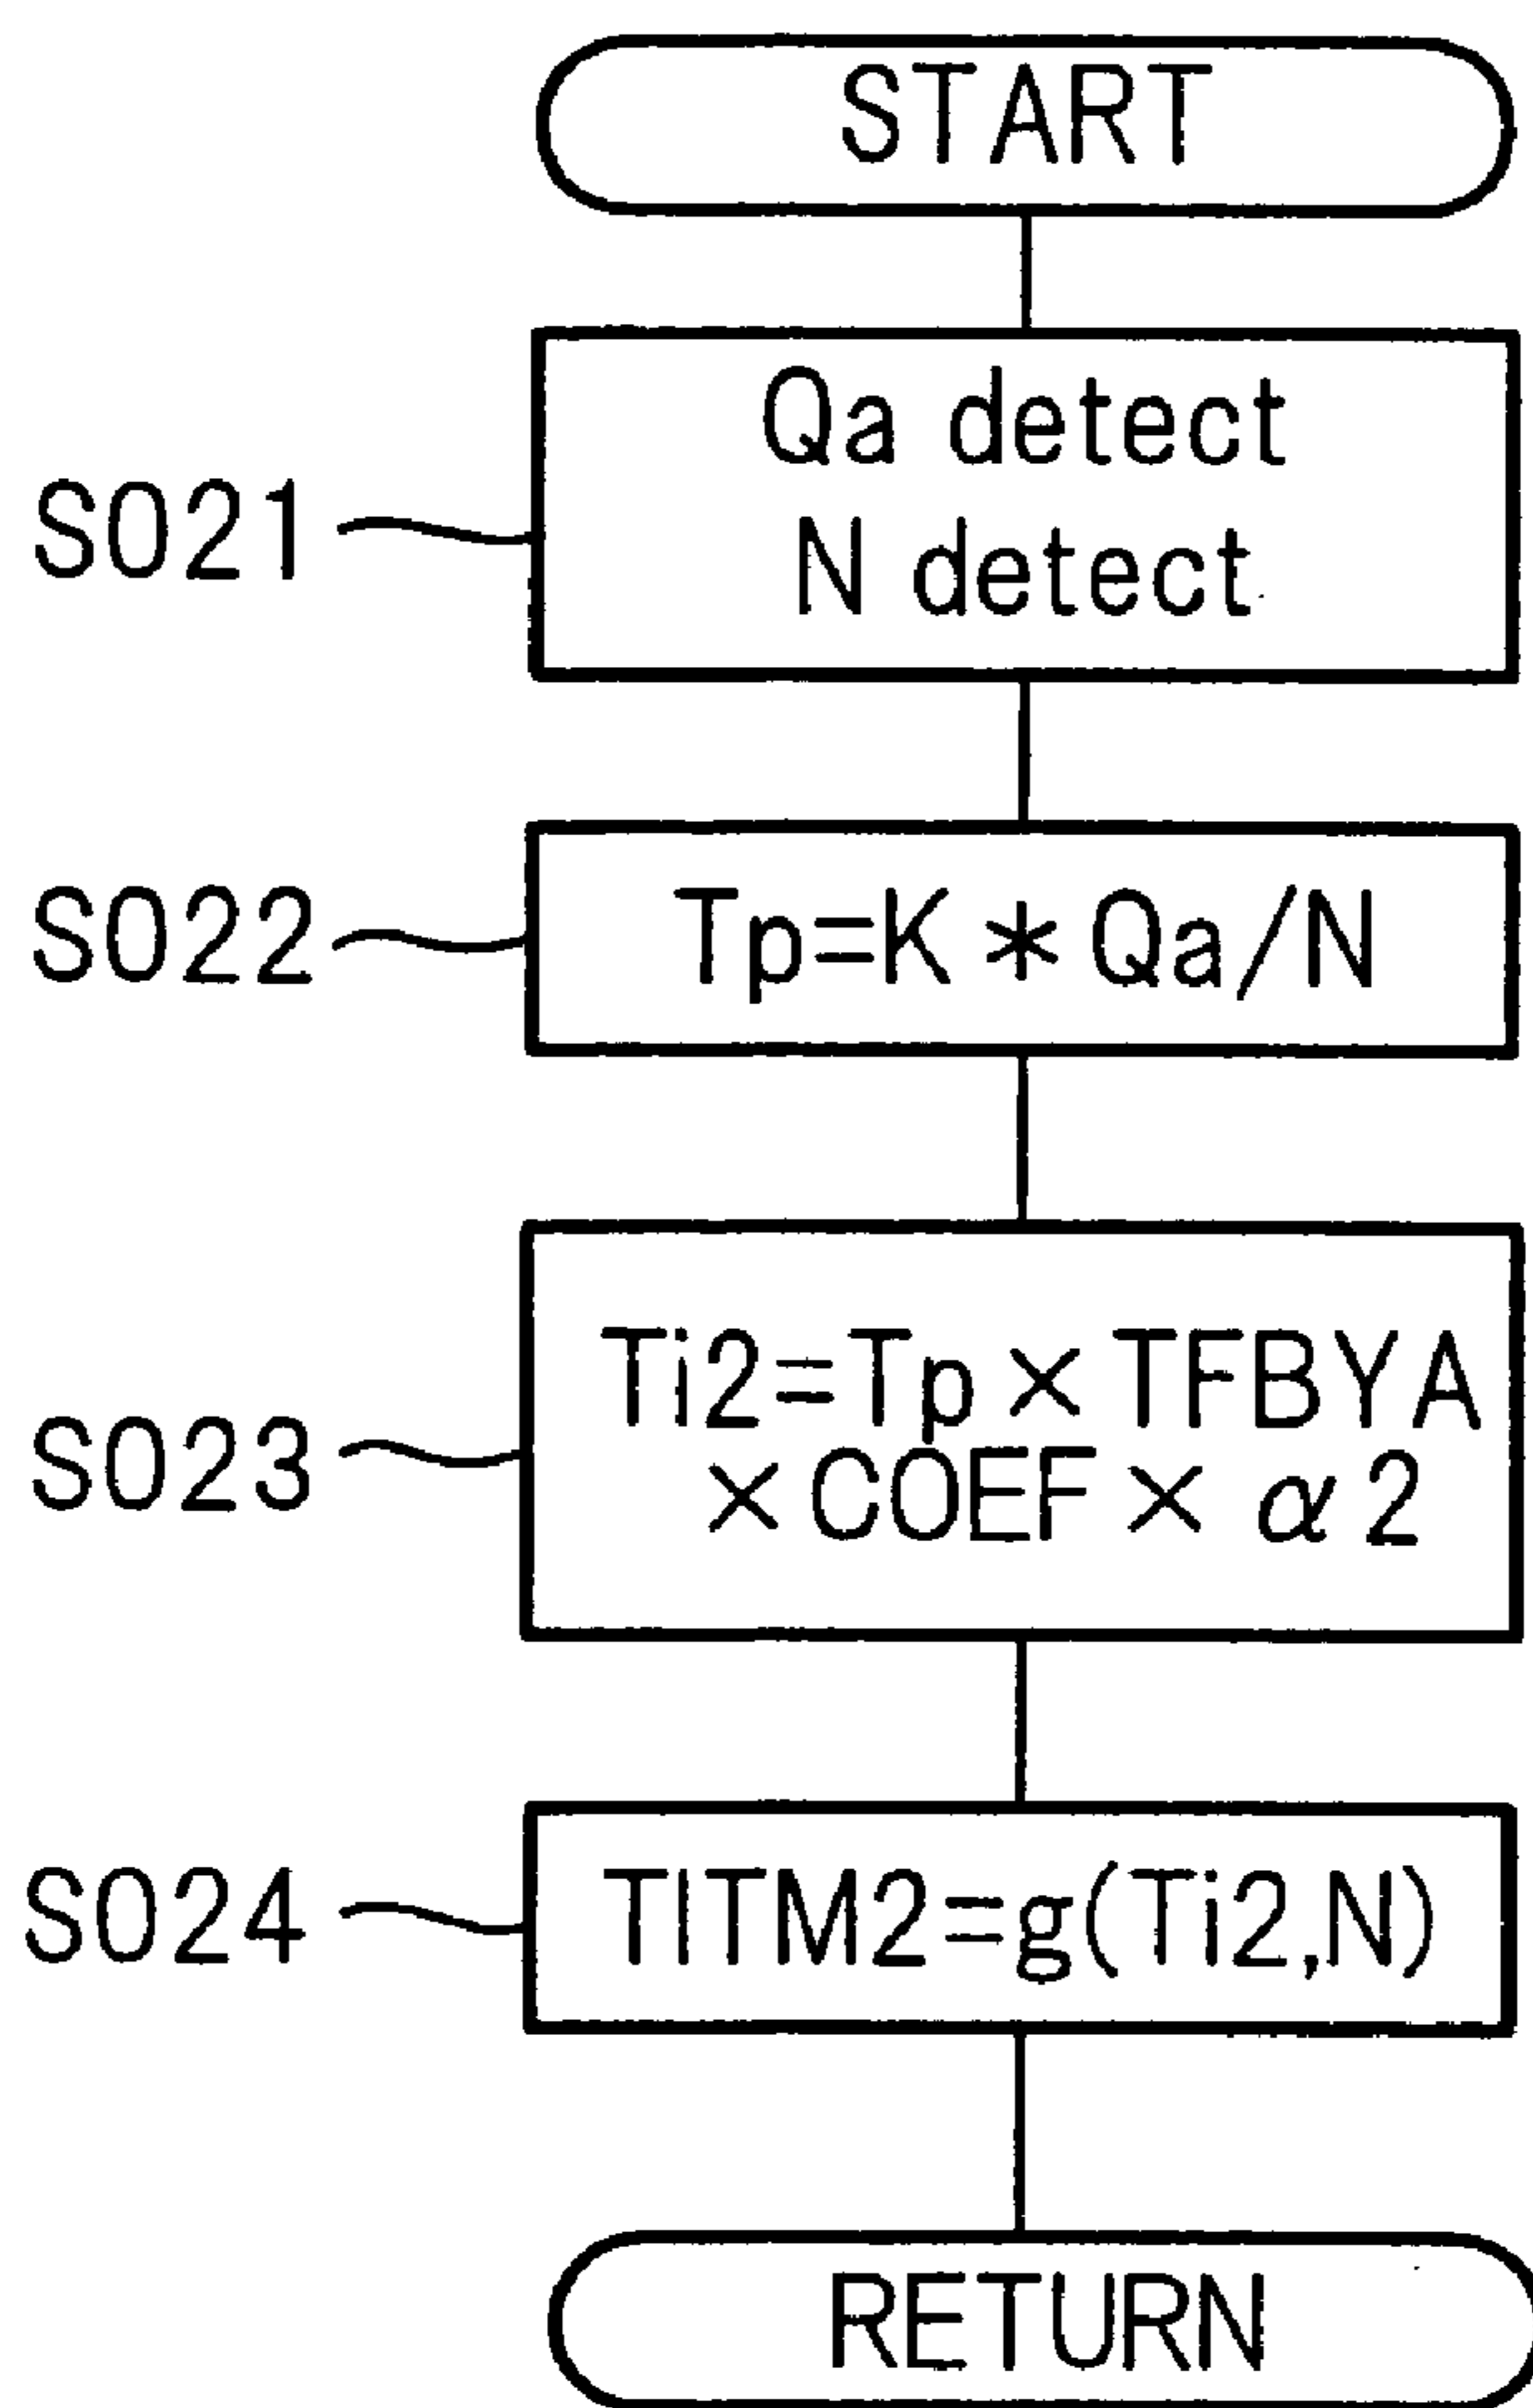 START
Qa detect
N detect
S021
Tp=K*Qa/N
S022
Ti2=Tp×TFBYA
×COEF×α2
S023
TITM2=g(Ti2,N)
S024
RETURN